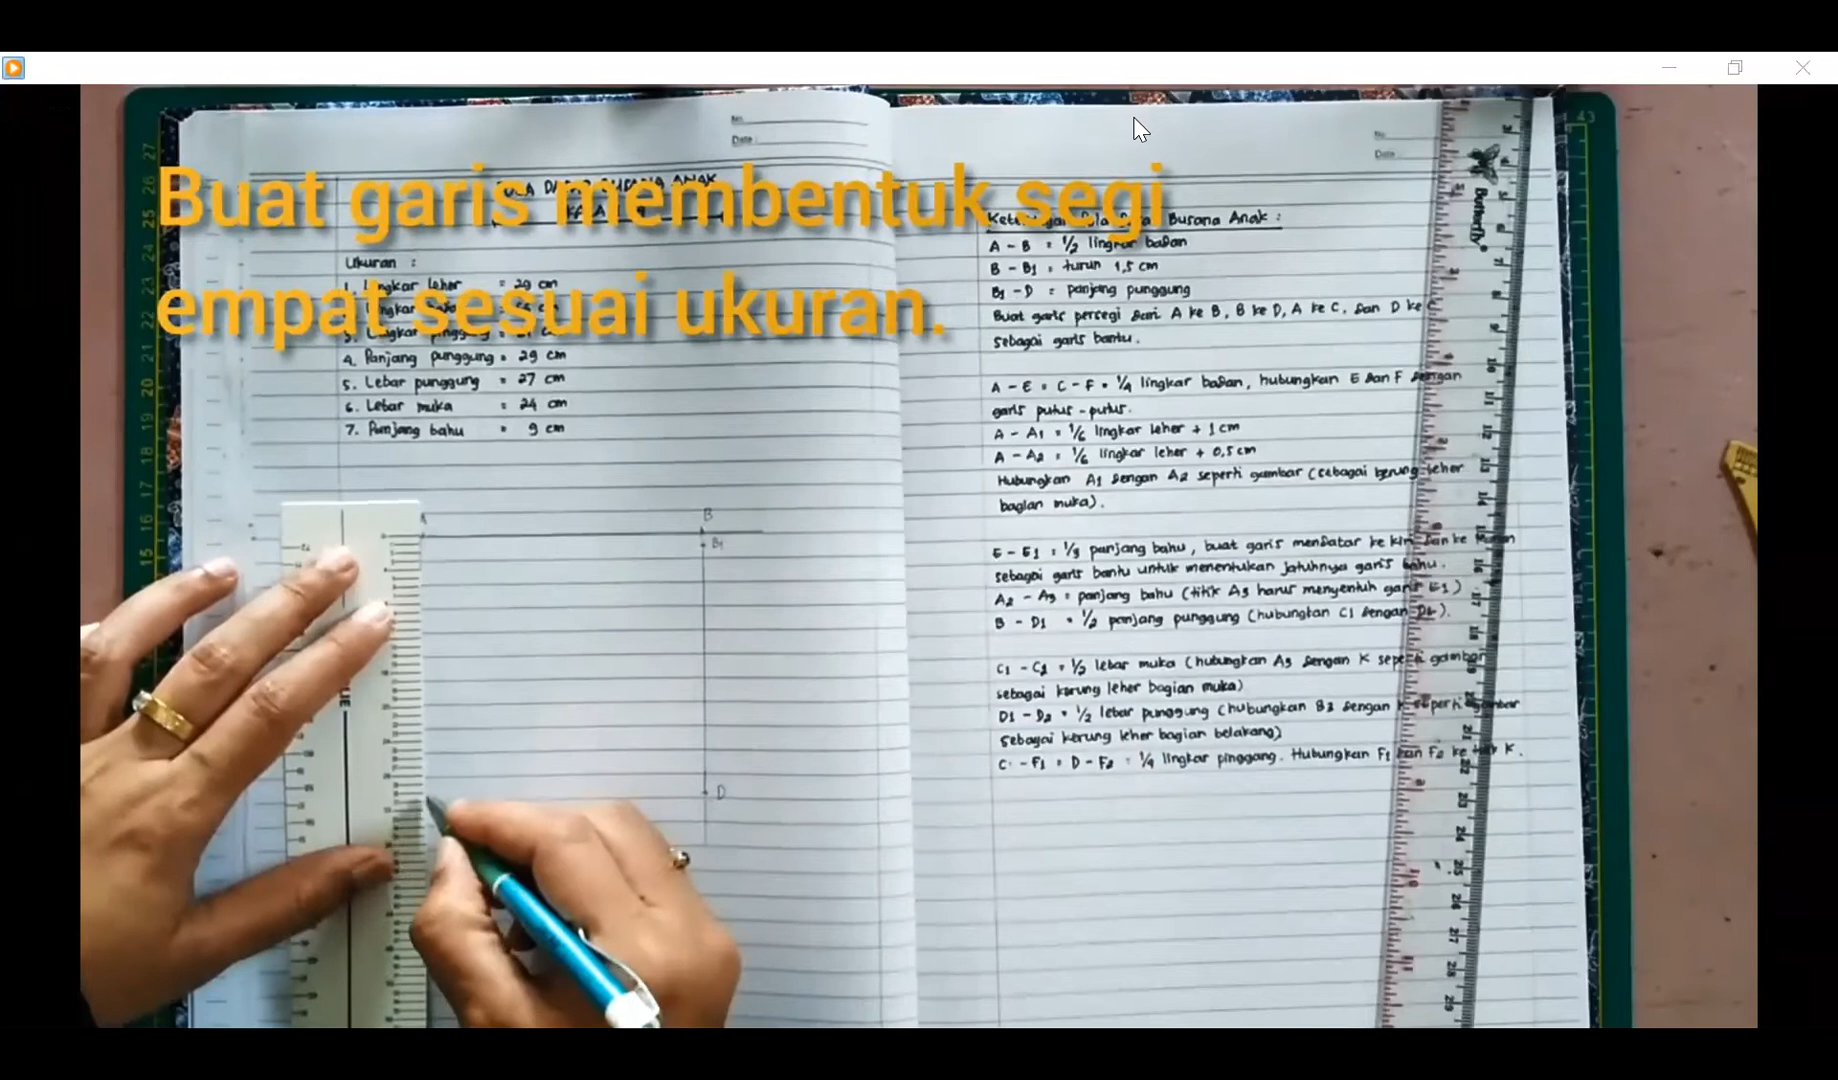 Buat garis membentuk segi
empat sesuai ukuran.
No.
Date :
Ukuran :
1. Lingkar leher = 29 cm
4. Panjang punggung = 29 cm
5. Lebar punggung = 27 cm
6. Lebar muka = 24 cm
7. Panjang bahu = 9 cm
A
B
B1
D
No
Date
Busana Anak :
A - B = 1/2 lingkar badan
B - B1 = turun 1,5 cm
B1 - D = panjang punggung
Buat garis persegi dari A ke B, B ke D, A ke C, dan D ke C
sebagai garis bantu.
A - E = C - F = 1/4 lingkar badan, hubungkan E dan F dengan
garis putus - putus.
A - A1 = 1/6 lingkar leher + 1 cm
A - A2 = 1/6 lingkar leher + 0,5 cm
Hubungkan A1 dengan A2 seperti gambar (sebagai kerung leher
bagian muka).
E - E1 = 1/3 panjang bahu, buat garis mendatar ke kiri dan ke kanan
sebagai garis bantu untuk menentukan jatuhnya garis bahu.
A2 - A3 = panjang bahu (titik A3 harus menyentuh garis E1)
B - D1 = 1/2 panjang punggung (hubungkan C1 dengan D1).
C1 - C2 = 1/2 lebar muka (hubungkan A3 dengan K seperti gambar
sebagai kerung leher bagian muka)
D1 - D2 = 1/2 lebar punggung (hubungkan B3 dengan K seperti gambar
sebagai kerung leher bagian belakang)
C - F1 = D - F2 = 1/4 lingkar pinggang. Hubungkan F1 dan F2 ke titik K.
Butterfly